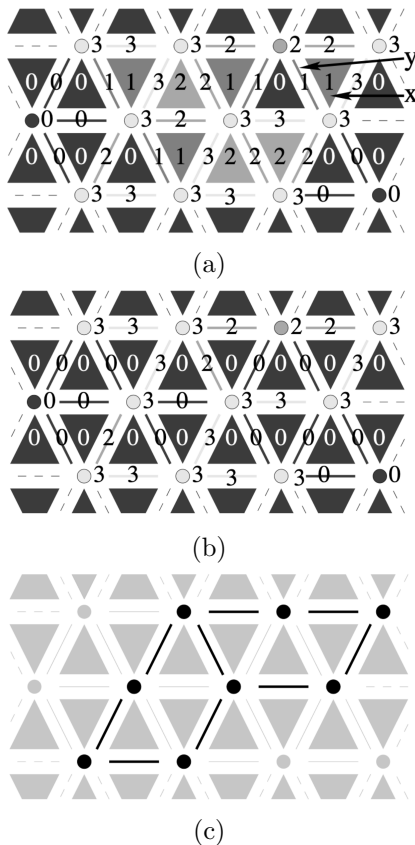 3 3 3 2 2 2 3
y
0 0 0 1 1 3 2 2 1 1 0 1 1 3 0
x
0 0 3 2 3 3 3
0 0 0 2 0 1 1 3 2 2 2 2 0 0 0
3 3 3 3 3 0 0
(a)
3 3 3 2 2 2 3
0 0 0 0 0 3 0 2 0 0 0 0 0 3 0
0 0 3 0 3 3 3
0 0 0 2 0 0 0 3 0 0 0 0 0 0 0
3 3 3 3 3 0 0
(b)
(c)